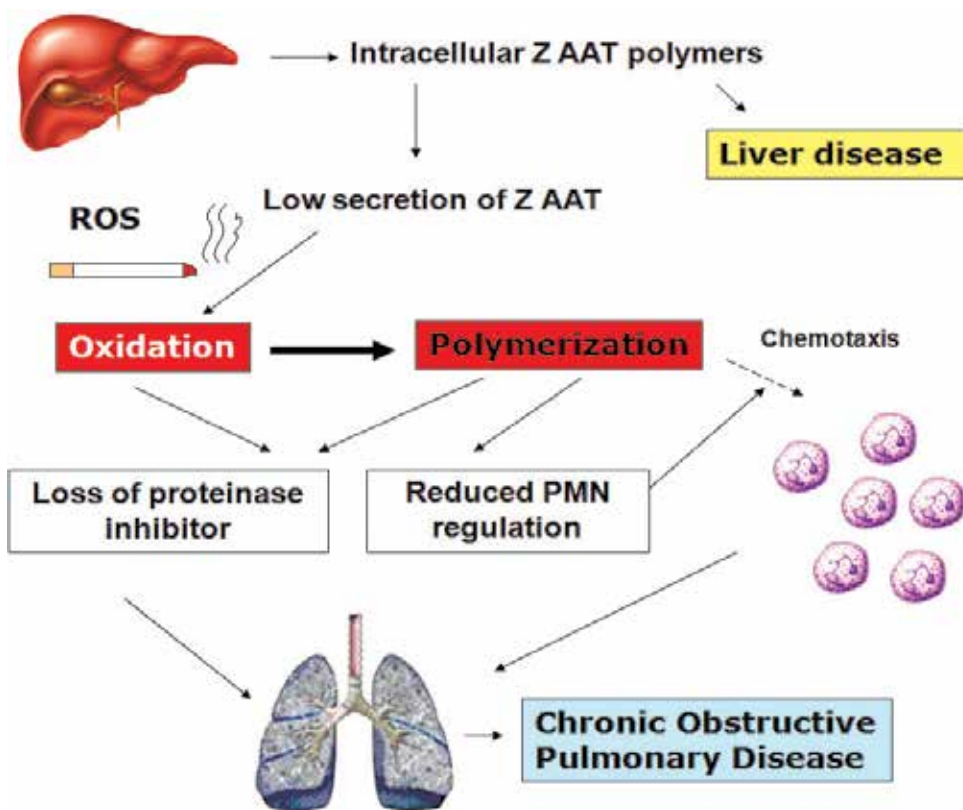 Intracellular Z AAT polymers
Liver disease
Low secretion of Z AAT
ROS
Oxidation
Polymerization
Chemotaxis
Loss of proteinase
inhibitor
Reduced PMN
regulation
Chronic Obstructive
Pulmonary Disease